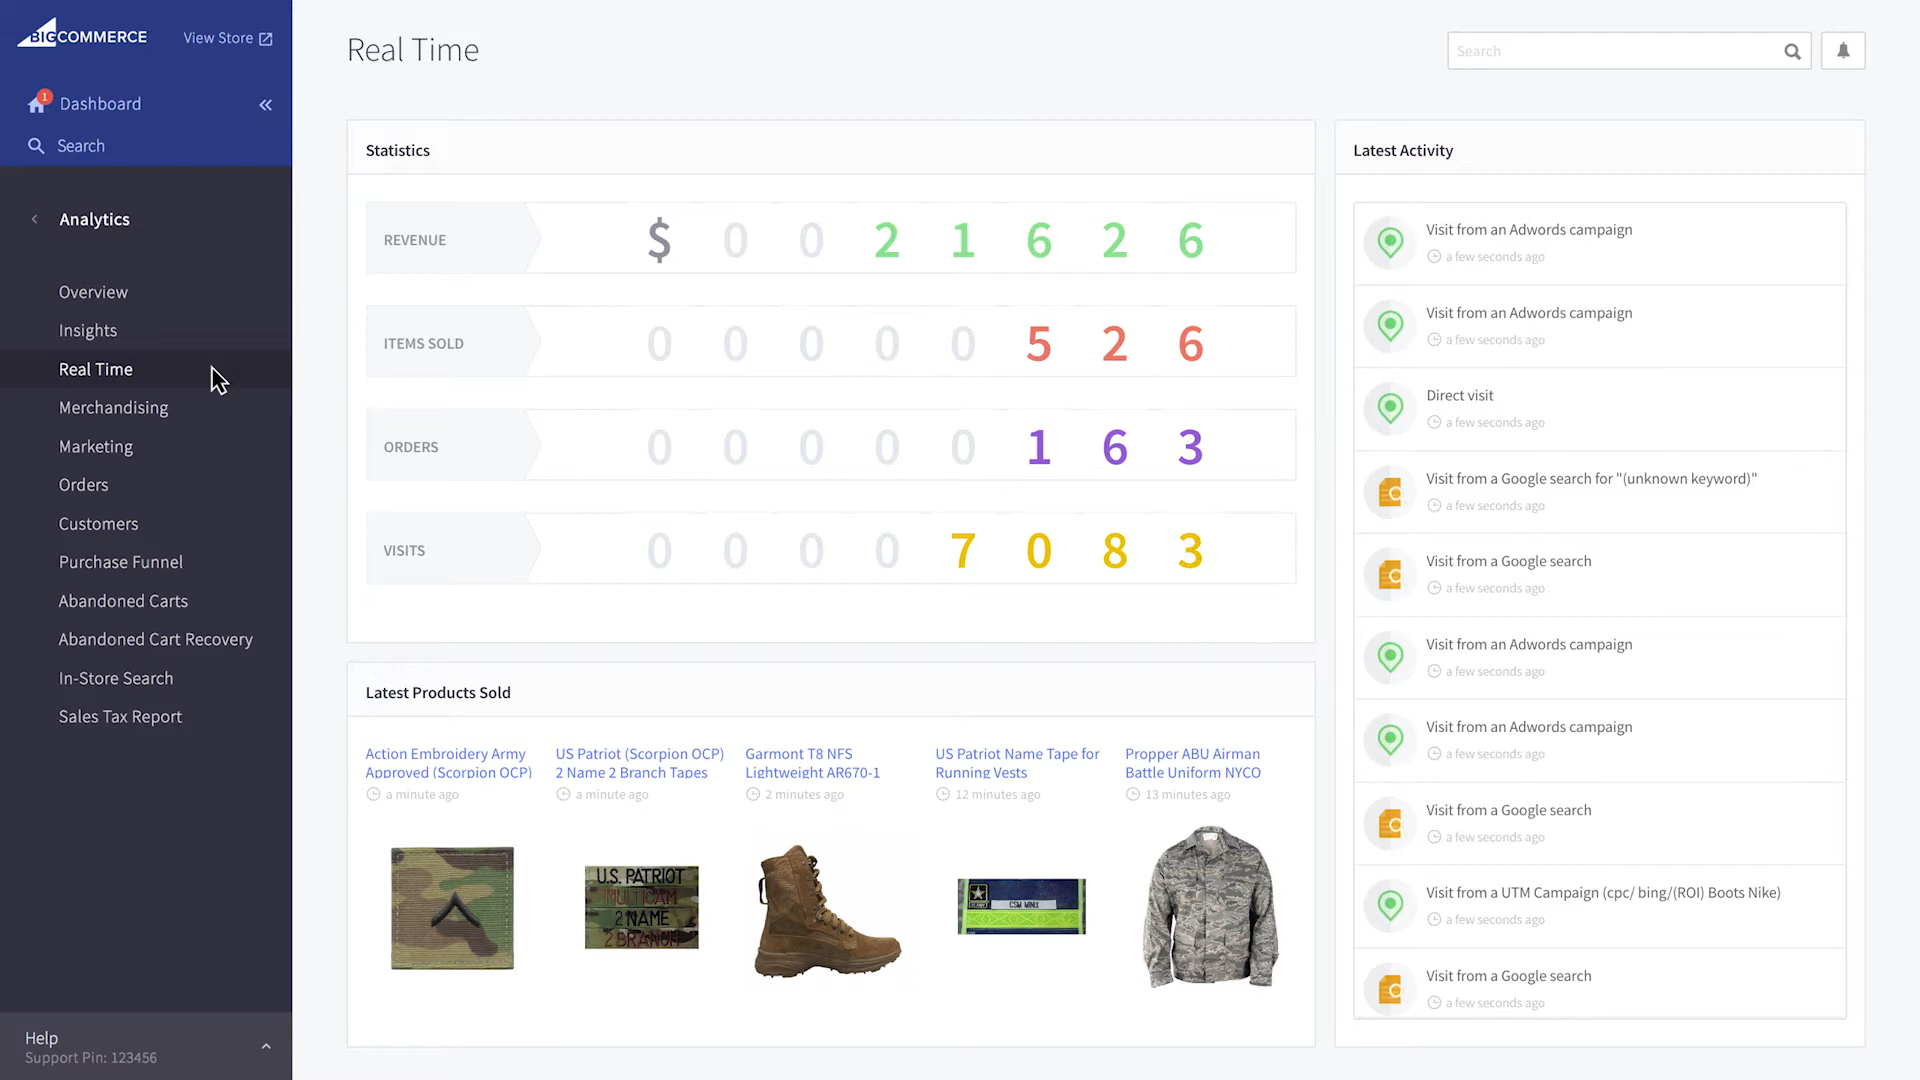 BIGCOMMERCE
View Store
1
Dashboard
Search
Analytics
Overview
Insights
Real Time
Merchandising
Marketing
Orders
Customers
Purchase Funnel
Abandoned Carts
Abandoned Cart Recovery
In-Store Search
Sales Tax Report
Help
Support Pin: 123456
Real Time
Search
Statistics
REVENUE $ 0 0 2 1 6 2 6
ITEMS SOLD 0 0 0 0 0 5 2 6
ORDERS 0 0 0 0 0 1 6 3
VISITS 0 0 0 0 7 0 8 3
Latest Products Sold
Action Embroidery Army
Approved (Scorpion OCP)
a minute ago
US Patriot (Scorpion OCP)
2 Name 2 Branch Tapes
a minute ago
U.S. PATRIOT
MULTICAM
2 NAME
2 BRANCH
Garmont T8 NFS
Lightweight AR670-1
2 minutes ago
US Patriot Name Tape for
Running Vests
12 minutes ago
CSM MINIX
Propper ABU Airman
Battle Uniform NYCO
13 minutes ago
Latest Activity
Visit from an Adwords campaign
a few seconds ago
Visit from an Adwords campaign
a few seconds ago
Direct visit
a few seconds ago
Visit from a Google search for "(unknown keyword)"
a few seconds ago
Visit from a Google search
a few seconds ago
Visit from an Adwords campaign
a few seconds ago
Visit from an Adwords campaign
a few seconds ago
Visit from a Google search
a few seconds ago
Visit from a UTM Campaign (cpc/ bing/(ROI) Boots Nike)
a few seconds ago
Visit from a Google search
a few seconds ago